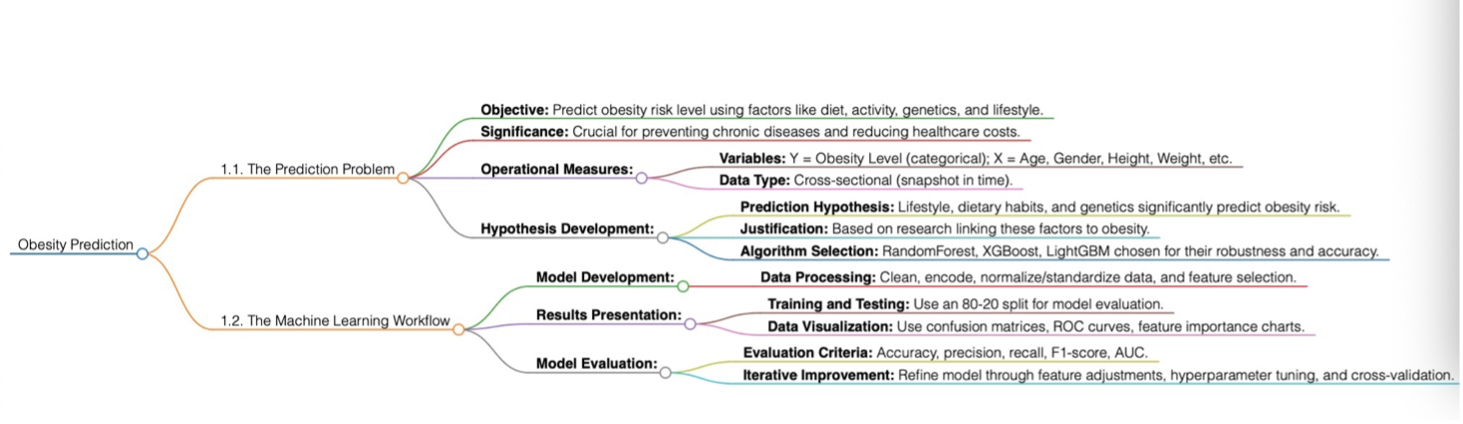 Obesity Prediction
1.1. The Prediction Problem
Objective: Predict obesity risk level using factors like diet, activity, genetics, and lifestyle.
Significance: Crucial for preventing chronic diseases and reducing healthcare costs.
Operational Measures:
Variables: Y = Obesity Level (categorical); X = Age, Gender, Height, Weight, etc.
Data Type: Cross-sectional (snapshot in time).
Hypothesis Development:
Prediction Hypothesis: Lifestyle, dietary habits, and genetics significantly predict obesity risk.
Justification: Based on research linking these factors to obesity.
Algorithm Selection: RandomForest, XGBoost, LightGBM chosen for their robustness and accuracy.
1.2. The Machine Learning Workflow
Model Development:
Data Processing: Clean, encode, normalize/standardize data, and feature selection.
Results Presentation:
Training and Testing: Use an 80-20 split for model evaluation.
Data Visualization: Use confusion matrices, ROC curves, feature importance charts.
Model Evaluation:
Evaluation Criteria: Accuracy, precision, recall, F1-score, AUC.
Iterative Improvement: Refine model through feature adjustments, hyperparameter tuning, and cross-validation.